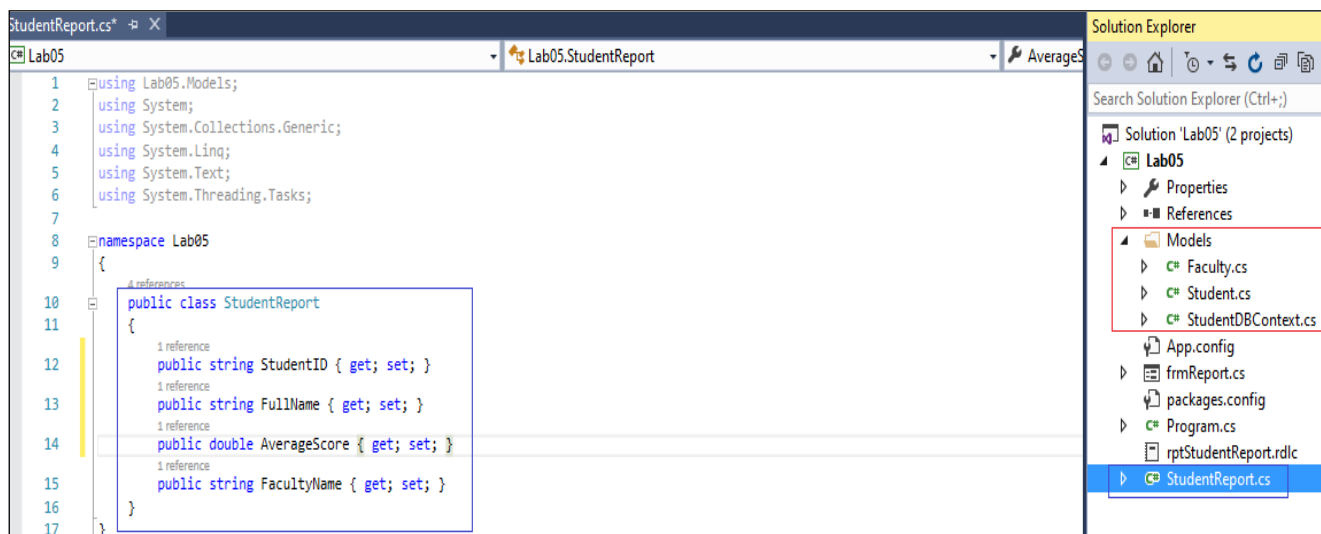 StudentReport.cs*
Lab05
Lab05.StudentReport
AverageS
1 using Lab05.Models;
2 using System;
3 using System.Collections.Generic;
4 using System.Linq;
5 using System.Text;
6 using System.Threading.Tasks;
7
8 namespace Lab05
9 {
4 references
10 public class StudentReport
11 {
1 reference
12 public string StudentID { get; set; }
1 reference
13 public string FullName { get; set; }
1 reference
14 public double AverageScore { get; set; }
1 reference
15 public string FacultyName { get; set; }
16 }
17 }
Solution Explorer
Search Solution Explorer (Ctrl+;)
Solution 'Lab05' (2 projects)
C# Lab05
Properties
References
Models
C# Faculty.cs
C# Student.cs
C# StudentDBContext.cs
App.config
frmReport.cs
packages.config
C# Program.cs
rptStudentReport.rdlc
C# StudentReport.cs